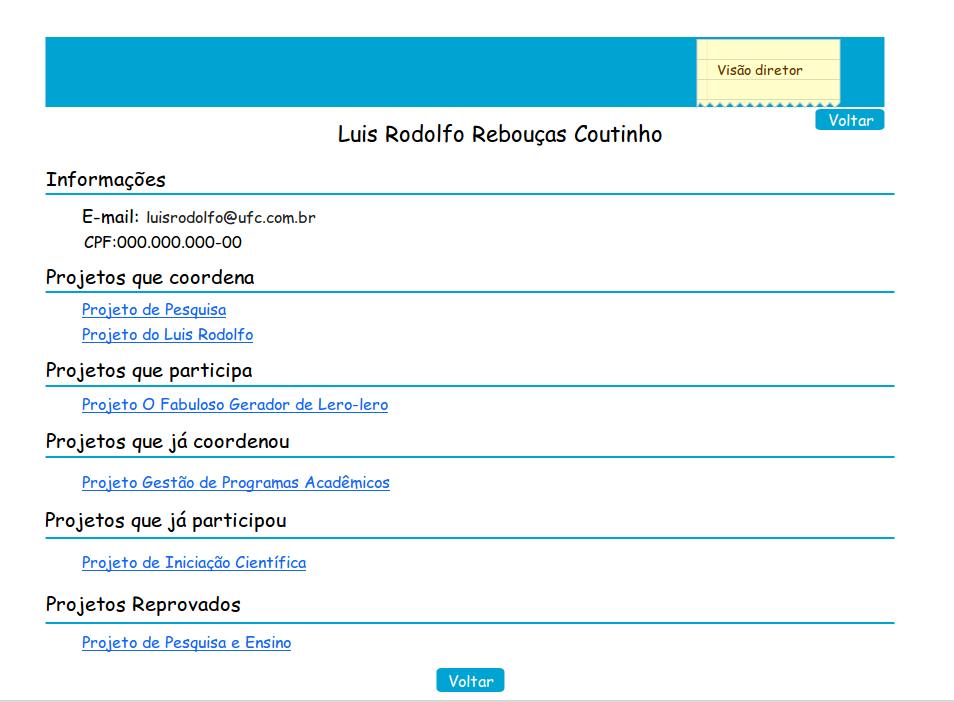 Visão diretor
Voltar
Luis Rodolfo Rebouças Coutinho
Informações
E-mail: luisrodolfo@ufc.com.br
CPF:000.000.000-00
Projetos que coordena
Projeto de Pesquisa
Projeto do Luis Rodolfo
Projetos que participa
Projeto O Fabuloso Gerador de Lero-lero
Projetos que já coordenou
Projeto Gestão de Programas Acadêmicos
Projetos que já participou
Projeto de Iniciação Científica
Projetos Reprovados
Projeto de Pesquisa e Ensino
Voltar